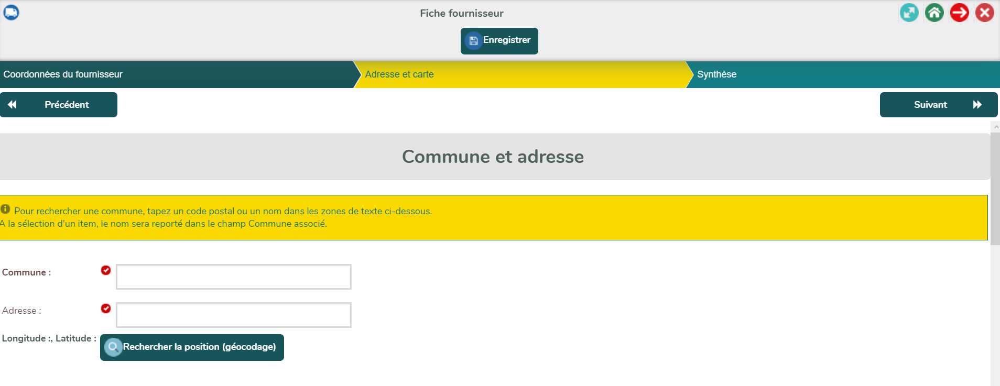 Fiche fournisseur
Enregistrer
Coordonnées du fournisseur
Adresse et carte
Synthèse
Précédent
Suivant
Commune et adresse
Pour rechercher une commune, tapez un code postal ou un nom dans les zones de texte ci-dessous.
A la sélection d'un item, le nom sera reporté dans le champ Commune associé.
Commune :
Adresse :
Longitude :, Latitude :
Rechercher la position (géocodage)